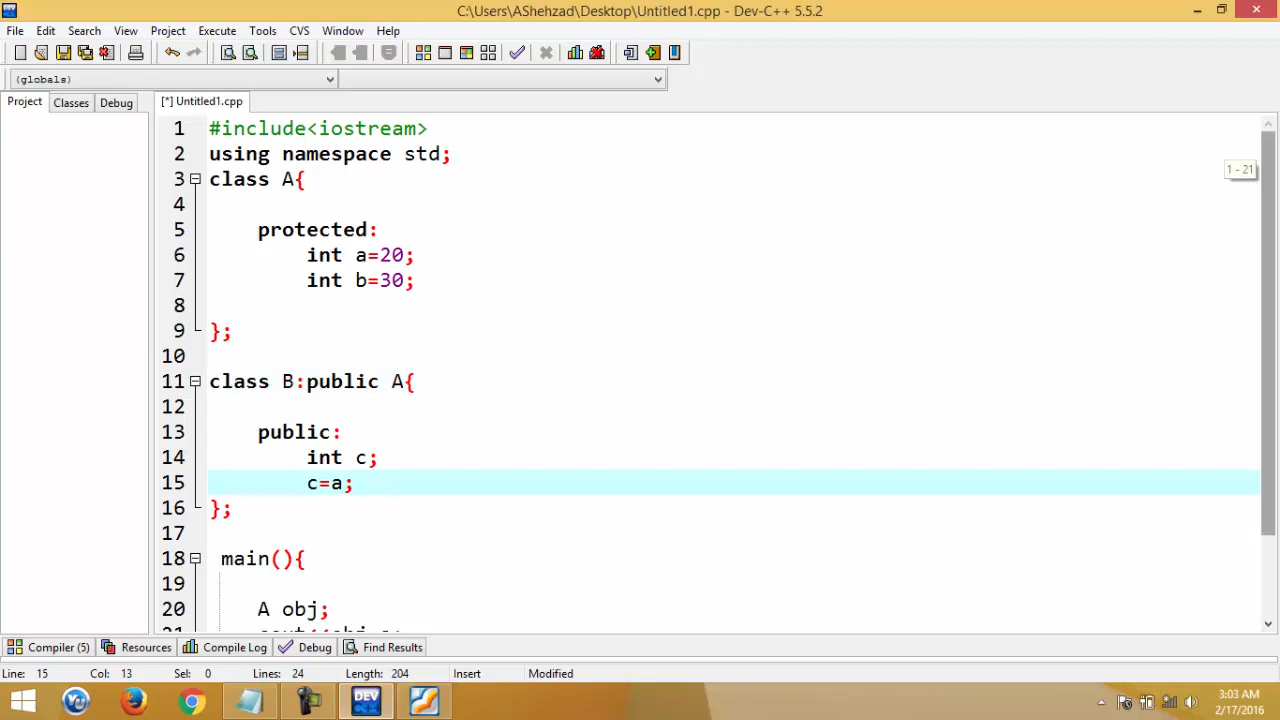 C:\Users\AShehzad\Desktop\Untitled1.cpp - Dev-C++ 5.5.2
File Edit Search View Project Execute Tools CVS Window Help
(globals)
Project Classes Debug [*] Untitled1.cpp
1 #include<iostream>
2 using namespace std;
3 class A{
1 - 21
4
5 protected:
6 int a=20;
7 int b=30;
8
9 };
10
11 class B:public A{
12
13 public:
14 int c;
15 c=a;
16 };
17
18 main(){
19
20 A obj;
Compiler (5) Resources Compile Log Debug Find Results
Line: 15 Col: 13 Sel: 0 Lines: 24 Length: 204 Insert Modified
DEV
3:03 AM
2/17/2016